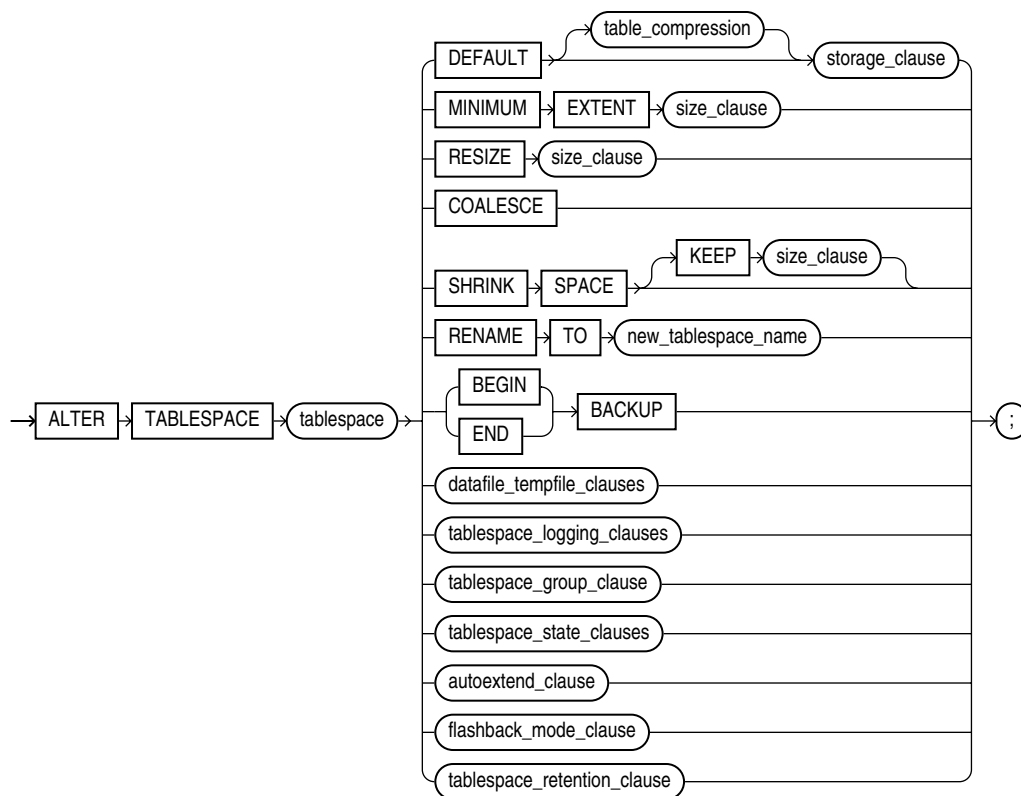 table_compression
DEFAULT storage_clause
MINIMUM EXTENT size_clause
RESIZE size_clause
COALESCE
KEEP size_clause
SHRINK SPACE
RENAME TO new_tablespace_name
BEGIN
ALTER TABLESPACE tablespace BACKUP ;
END
datafile_tempfile_clauses
tablespace_logging_clauses
tablespace_group_clause
tablespace_state_clauses
autoextend_clause
flashback_mode_clause
tablespace_retention_clause